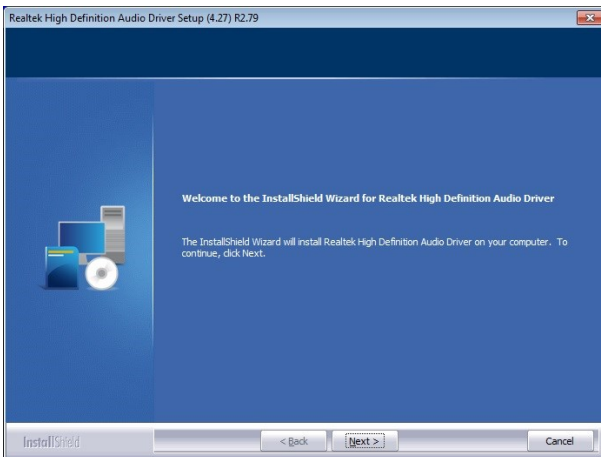 Realtek High Definition Audio Driver Setup (4.27) R2.79
Welcome to the InstallShield Wizard for Realtek High Definition Audio Driver
The InstallShield Wizard will install Realtek High Definition Audio Driver on your computer. To
continue, click Next.
InstallShield
< Back
Next >
Cancel